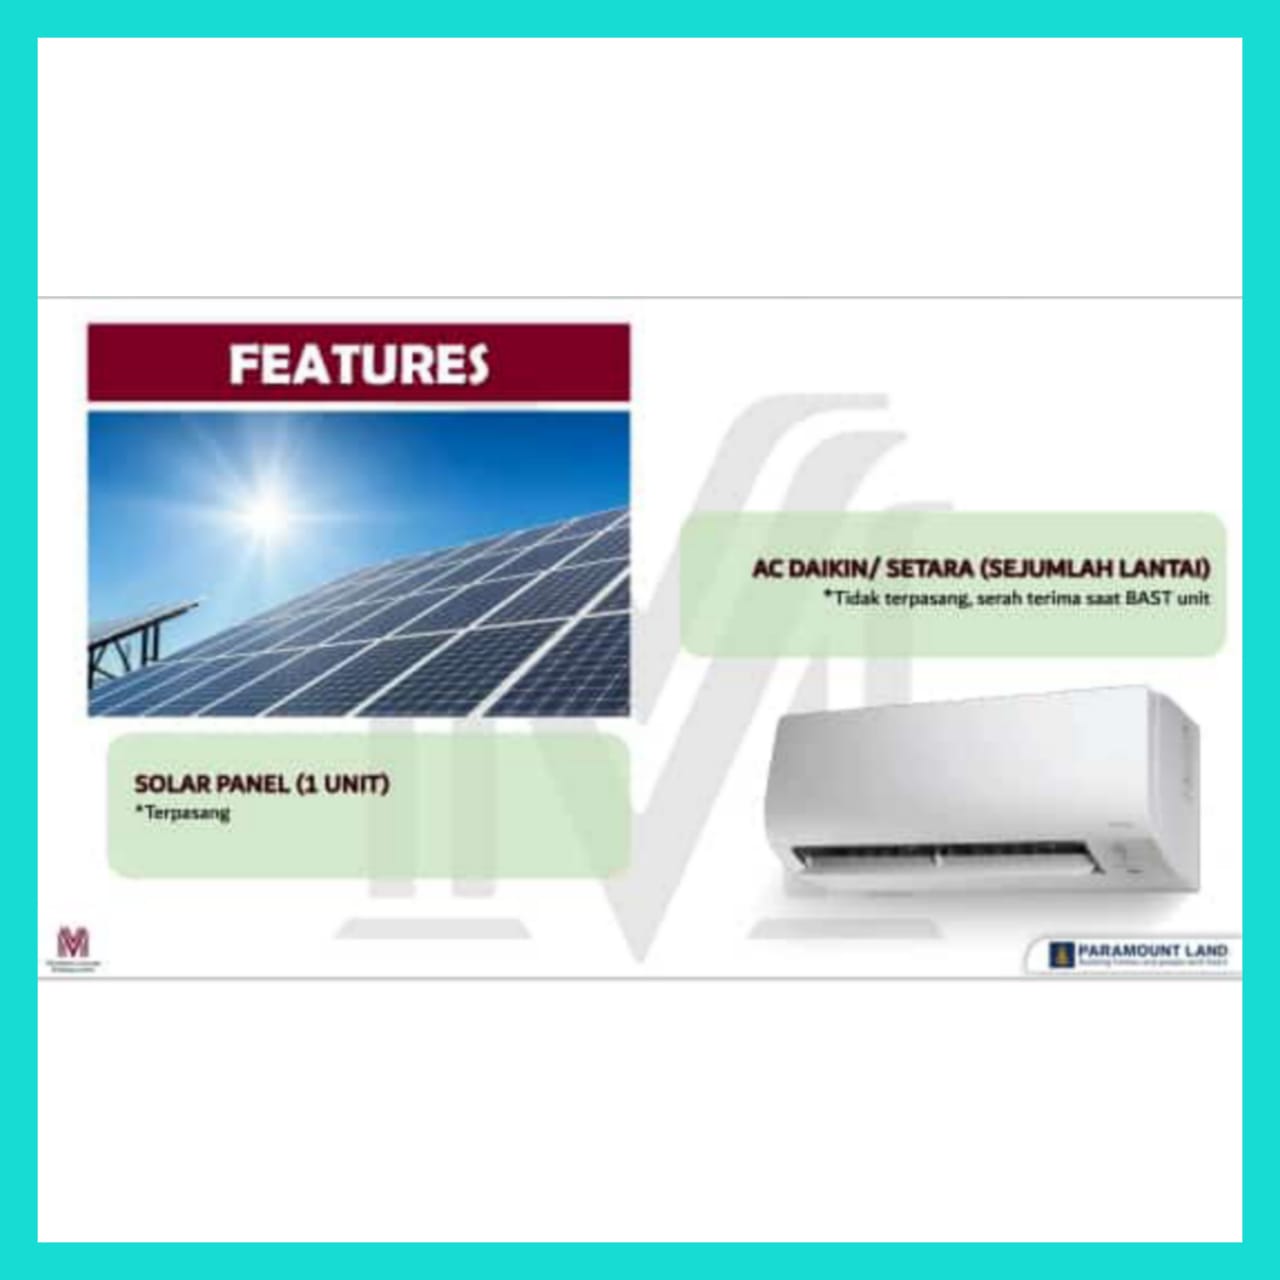 FEATURES
AC DAIKIN/ SETARA (SEJUMLAH LANTAI)
*Tidak terpasang, serah terima saat BAST unit
SOLAR PANEL (1 UNIT)
*Terpasang
PARAMOUNT LAND